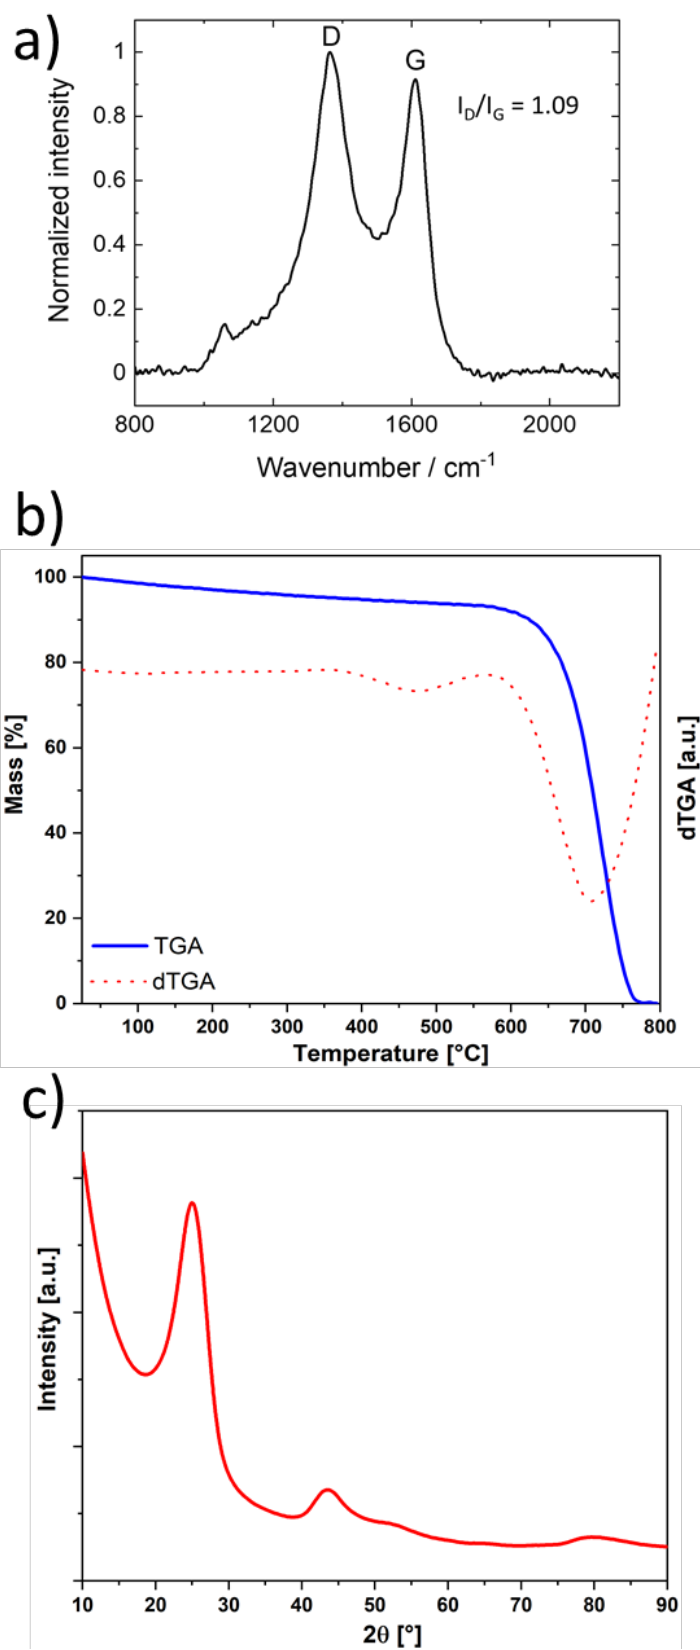 a)
D
G
I_D/I_G = 1.09
Normalized intensity
1
0.8
0.6
0.4
0.2
0
800 1200 1600 2000
Wavenumber / cm⁻¹
b)
100
80
60
40
20
0
Mass [%]
dTGA [a.u.]
TGA
dTGA
100 200 300 400 500 600 700 800
Temperature [°C]
c)
Intensity [a.u.]
10 20 30 40 50 60 70 80 90
2θ [°]